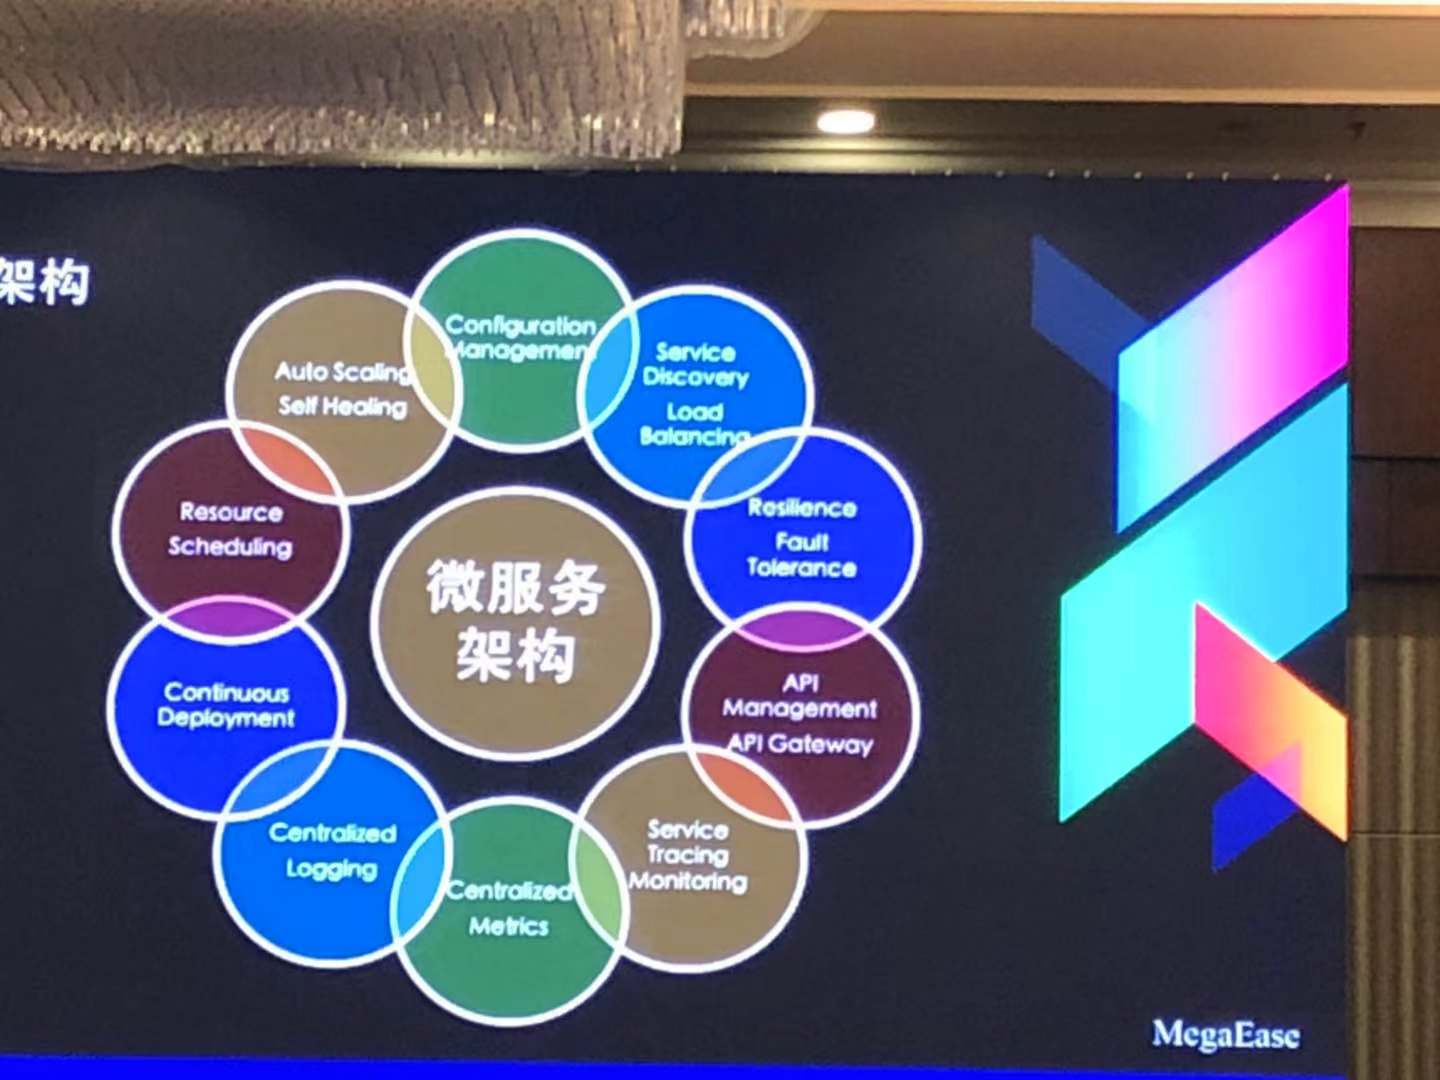 架构
Configuration
Management
Service
Discovery
Load
Balancing
Resilience
Fault
Tolerance
API
Management
API Gateway
Service
Tracing
Monitoring
Centralized
Metrics
Centralized
Logging
Continuous
Deployment
Resource
Scheduling
Auto Scaling
Self Healing
微服务
架构
MegaEase